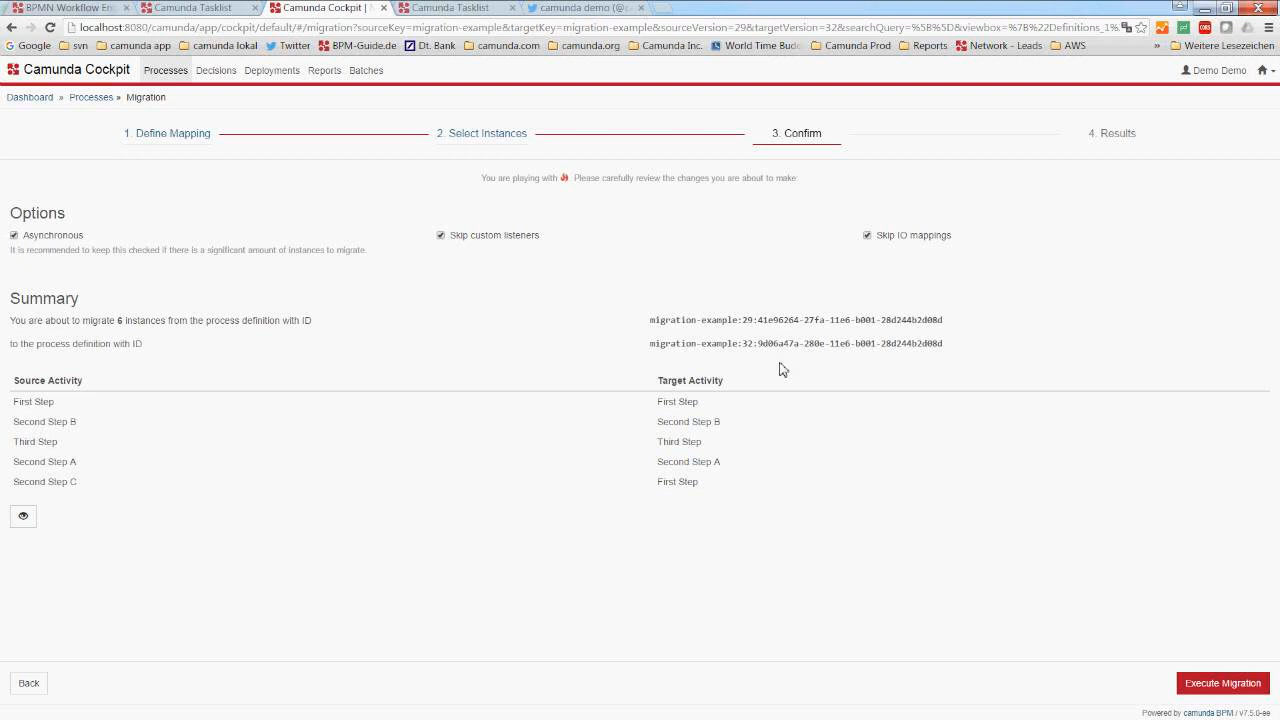 BPMN Workflow En
Camunda Tasklist
Camunda Cockpit | M
Camunda Tasklist
camunda demo (@ca
localhost:8080/camunda/app/cockpit/default/#/migration?sourceKey=migration-example&targetKey=migration-example&sourceVersion=29&targetVersion=32&searchQuery=%5B%5D&viewbox=%7B%22Definitions_1%
Google svn camunda app camunda lokal Twitter BPM-Guide.de Dt. Bank camunda.com camunda.org Camunda Inc. World Time Budd Camunda Prod Reports Network - Leads AWS » Weitere Lesezeichen
Camunda Cockpit Processes Decisions Deployments Reports Batches Demo Demo
Dashboard » Processes » Migration
1. Define Mapping 2. Select Instances 3. Confirm 4. Results
You are playing with Please carefully review the changes you are about to make:
Options
Asynchronous Skip custom listeners Skip IO mappings
It is recommended to keep this checked if there is a significant amount of instances to migrate.
Summary
You are about to migrate 6 instances from the process definition with ID migration-example:29:41e96264-27fa-11e6-b001-28d244b2d08d
to the process definition with ID migration-example:32:9d06a47a-280e-11e6-b001-28d244b2d08d
Source Activity Target Activity
First Step First Step
Second Step B Second Step B
Third Step Third Step
Second Step A Second Step A
Second Step C First Step
Back Execute Migration
Powered by camunda BPM / v7.5.0-ee